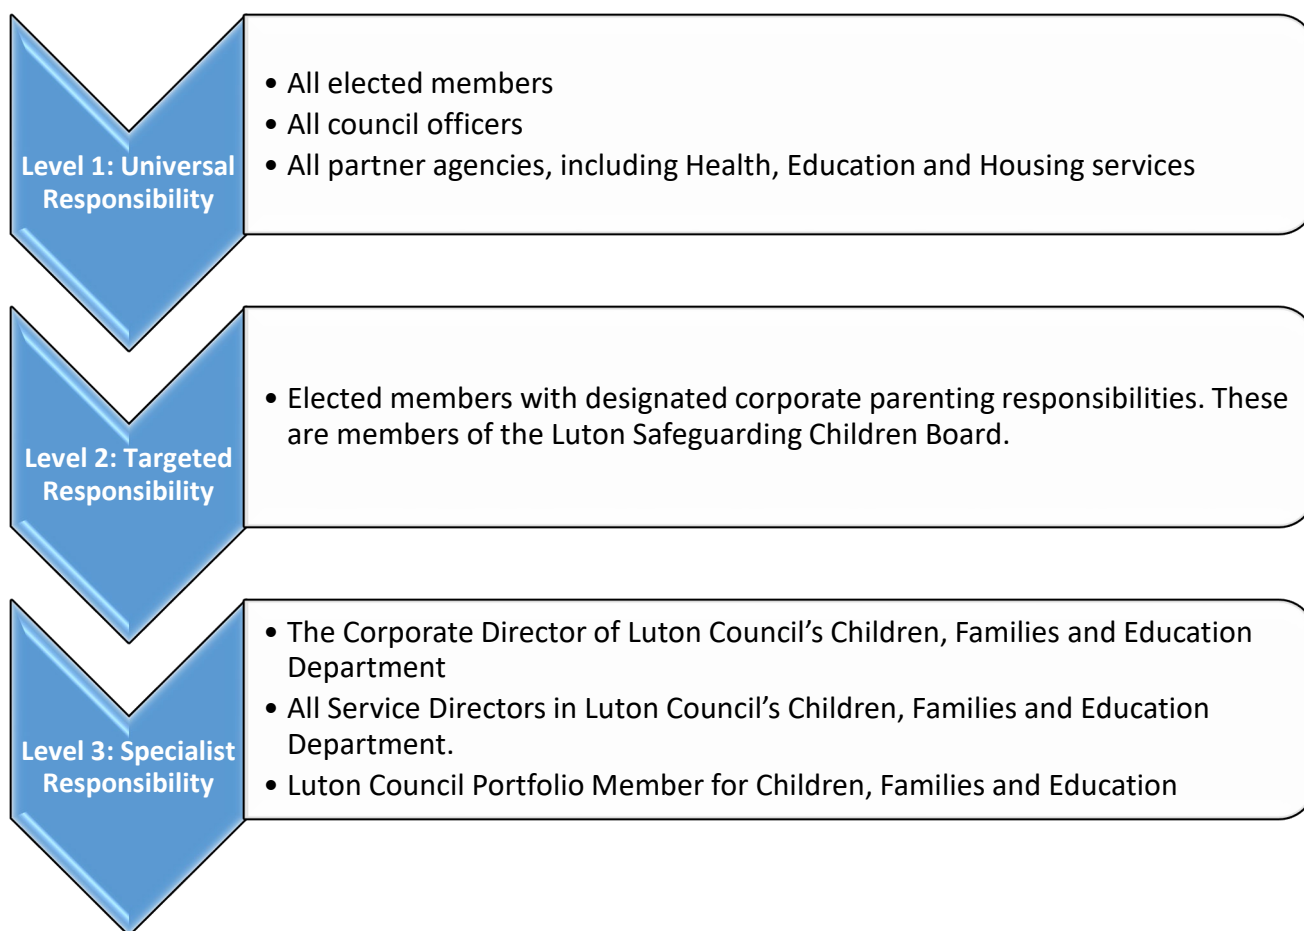 Level 1: Universal
Responsibility
• All elected members
• All council officers
• All partner agencies, including Health, Education and Housing services
Level 2: Targeted
Responsibility
• Elected members with designated corporate parenting responsibilities. These
are members of the Luton Safeguarding Children Board.
Level 3: Specialist
Responsibility
• The Corporate Director of Luton Council’s Children, Families and Education
Department
• All Service Directors in Luton Council’s Children, Families and Education
Department.
• Luton Council Portfolio Member for Children, Families and Education